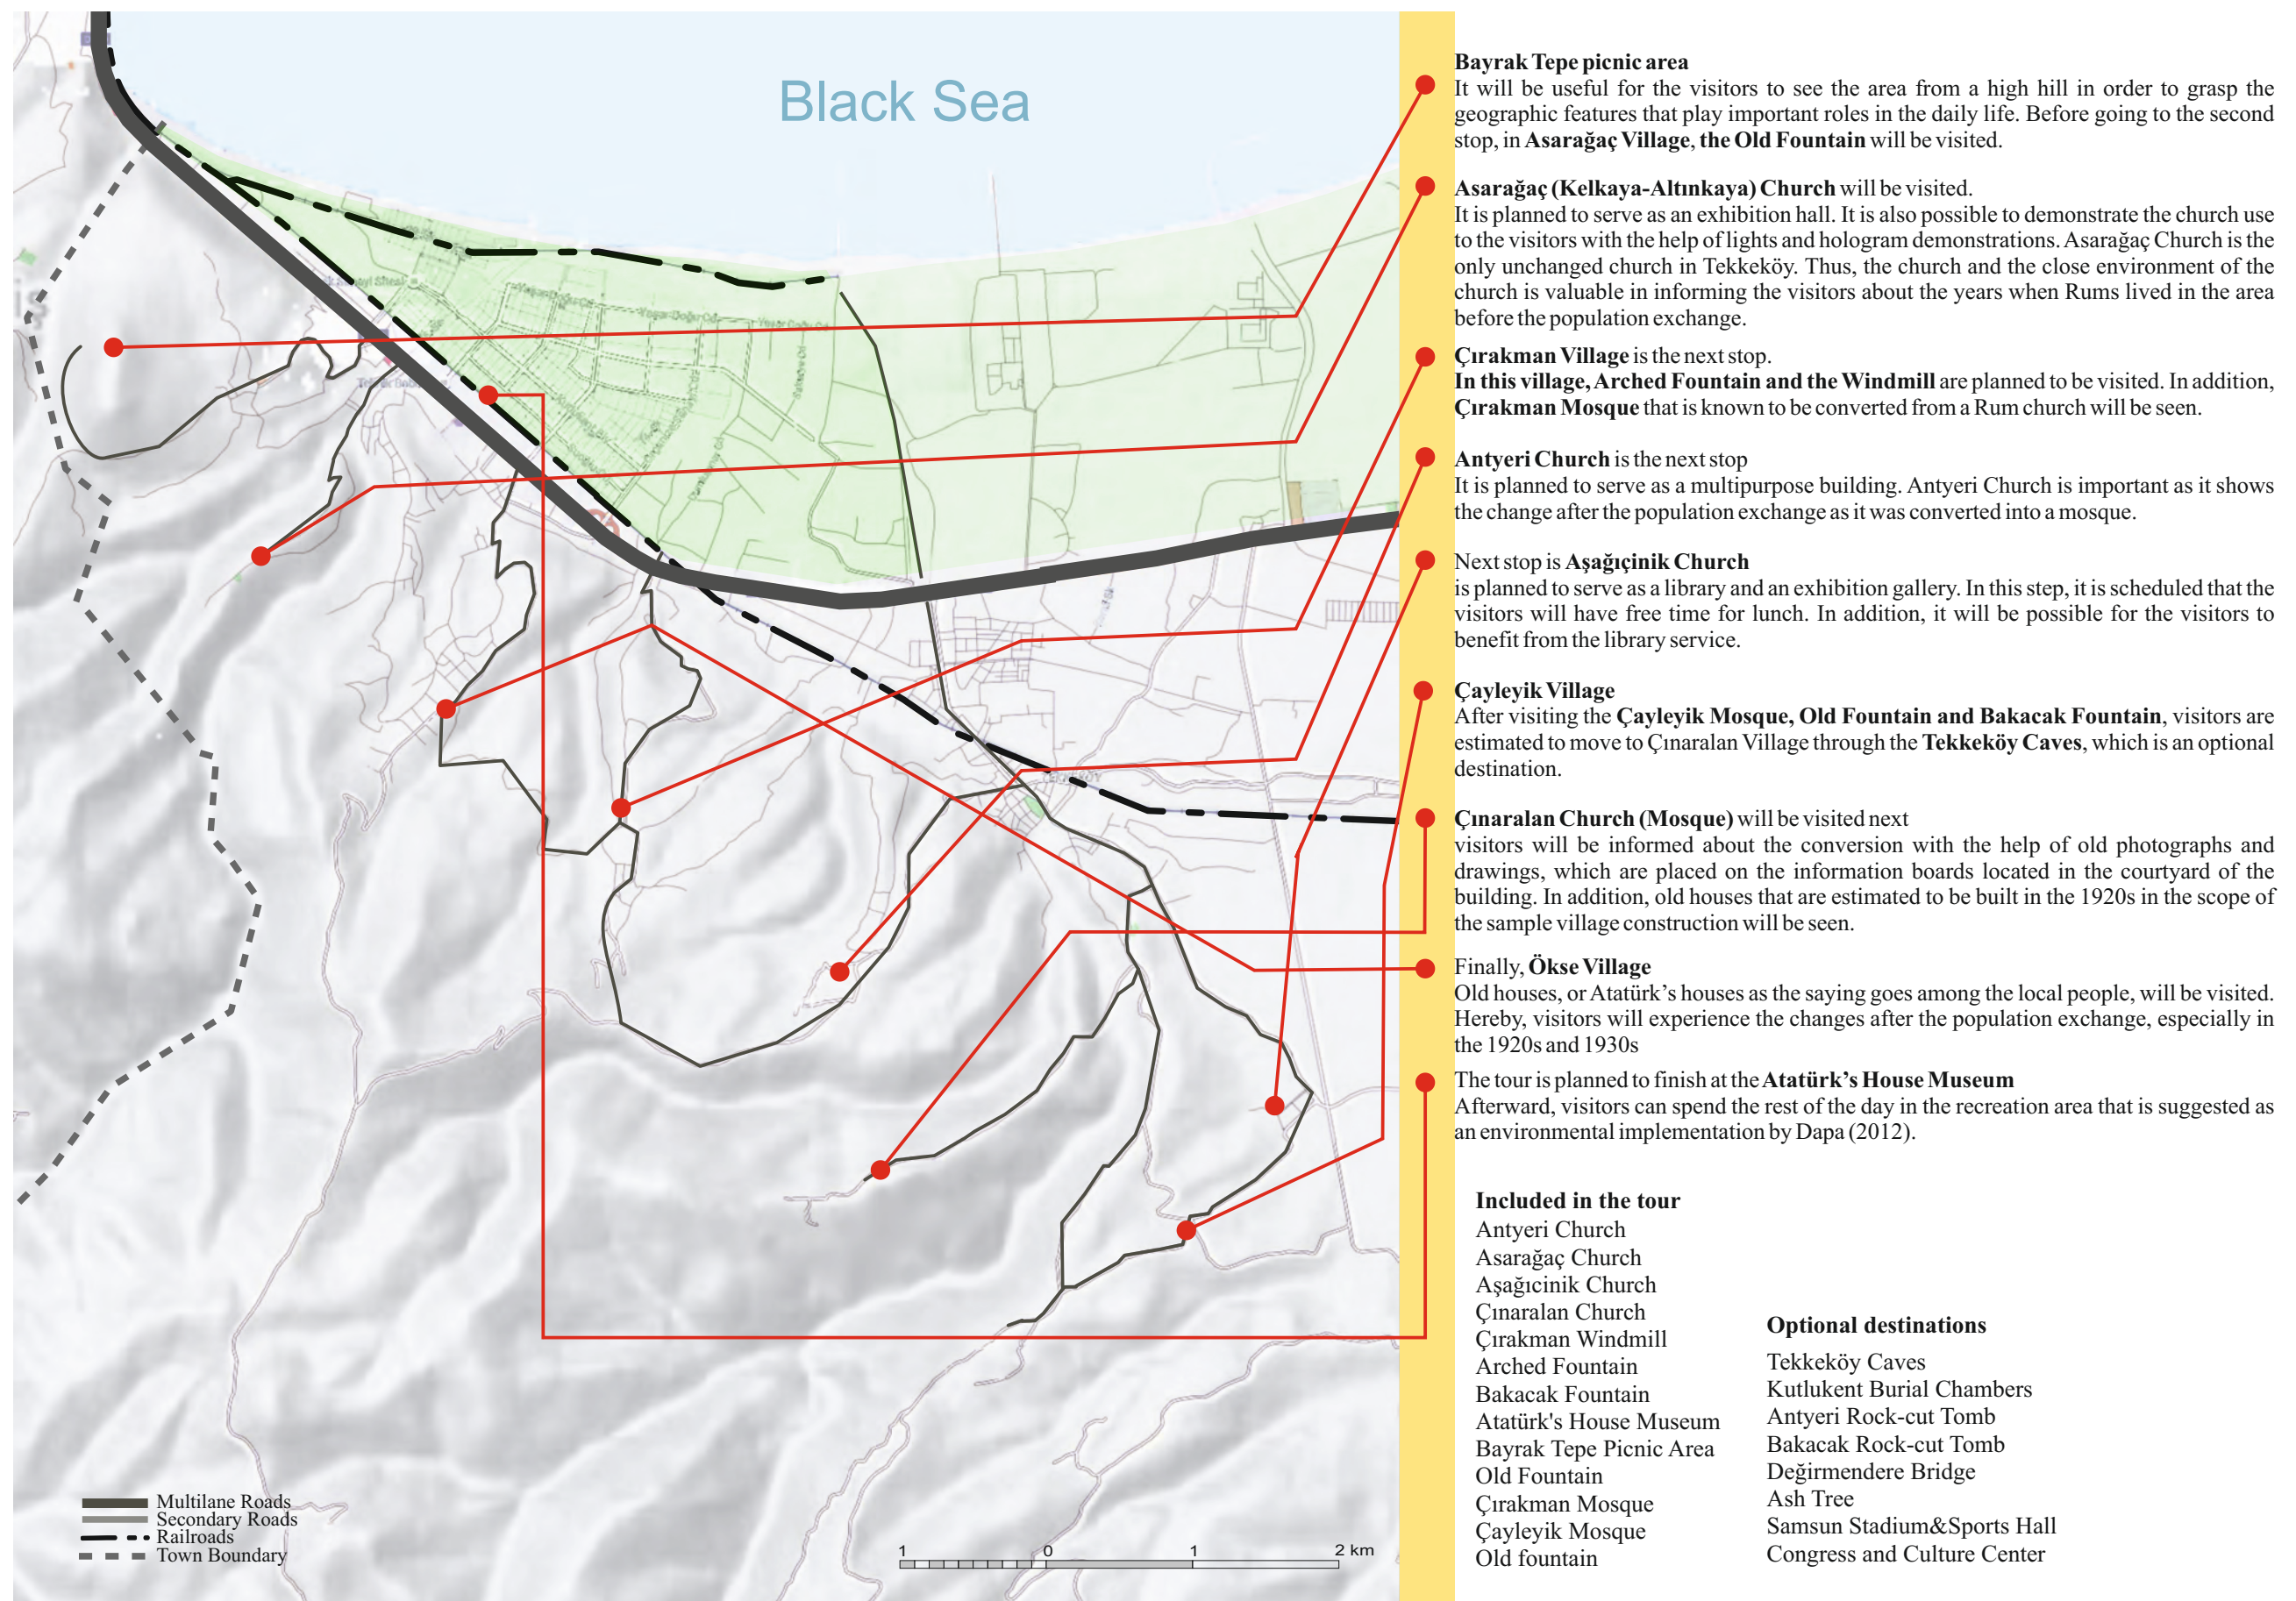 Black Sea
Yaşar Doğu Cd.
Bayrak Tepe picnic area
It will be useful for the visitors to see the area from a high hill in order to grasp the
geographic features that play important roles in the daily life. Before going to the second
stop, in Asarağaç Village, the Old Fountain will be visited.
Asarağaç (Kelkaya-Altınkaya) Church will be visited.
It is planned to serve as an exhibition hall. It is also possible to demonstrate the church use
to the visitors with the help of lights and hologram demonstrations. Asarağaç Church is the
only unchanged church in Tekkeköy. Thus, the church and the close environment of the
church is valuable in informing the visitors about the years when Rums lived in the area
before the population exchange.
Çırakman Village is the next stop.
In this village, Arched Fountain and the Windmill are planned to be visited. In addition,
Çırakman Mosque that is known to be converted from a Rum church will be seen.
Antyeri Church is the next stop
It is planned to serve as a multipurpose building. Antyeri Church is important as it shows
the change after the population exchange as it was converted into a mosque.
Next stop is Aşağıçinik Church
is planned to serve as a library and an exhibition gallery. In this step, it is scheduled that the
visitors will have free time for lunch. In addition, it will be possible for the visitors to
benefit from the library service.
Çayleyik Village
After visiting the Çayleyik Mosque, Old Fountain and Bakacak Fountain, visitors are
estimated to move to Çınaralan Village through the Tekkeköy Caves, which is an optional
destination.
Çınaralan Church (Mosque) will be visited next
visitors will be informed about the conversion with the help of old photographs and
drawings, which are placed on the information boards located in the courtyard of the
building. In addition, old houses that are estimated to be built in the 1920s in the scope of
the sample village construction will be seen.
Finally, Ökse Village
Old houses, or Atatürk’s houses as the saying goes among the local people, will be visited.
Hereby, visitors will experience the changes after the population exchange, especially in
the 1920s and 1930s
The tour is planned to finish at the Atatürk’s House Museum
Afterward, visitors can spend the rest of the day in the recreation area that is suggested as
an environmental implementation by Dapa (2012).
Included in the tour
Antyeri Church
Asarağaç Church
Aşağıcinik Church
Çınaralan Church
Çırakman Windmill
Arched Fountain
Bakacak Fountain
Atatürk's House Museum
Bayrak Tepe Picnic Area
Old Fountain
Çırakman Mosque
Çayleyik Mosque
Old fountain
Optional destinations
Tekkeköy Caves
Kutlukent Burial Chambers
Antyeri Rock-cut Tomb
Bakacak Rock-cut Tomb
Değirmendere Bridge
Ash Tree
Samsun Stadium&Sports Hall
Congress and Culture Center
Multilane Roads
Secondary Roads
Railroads
Town Boundary
1 0 1 2 km